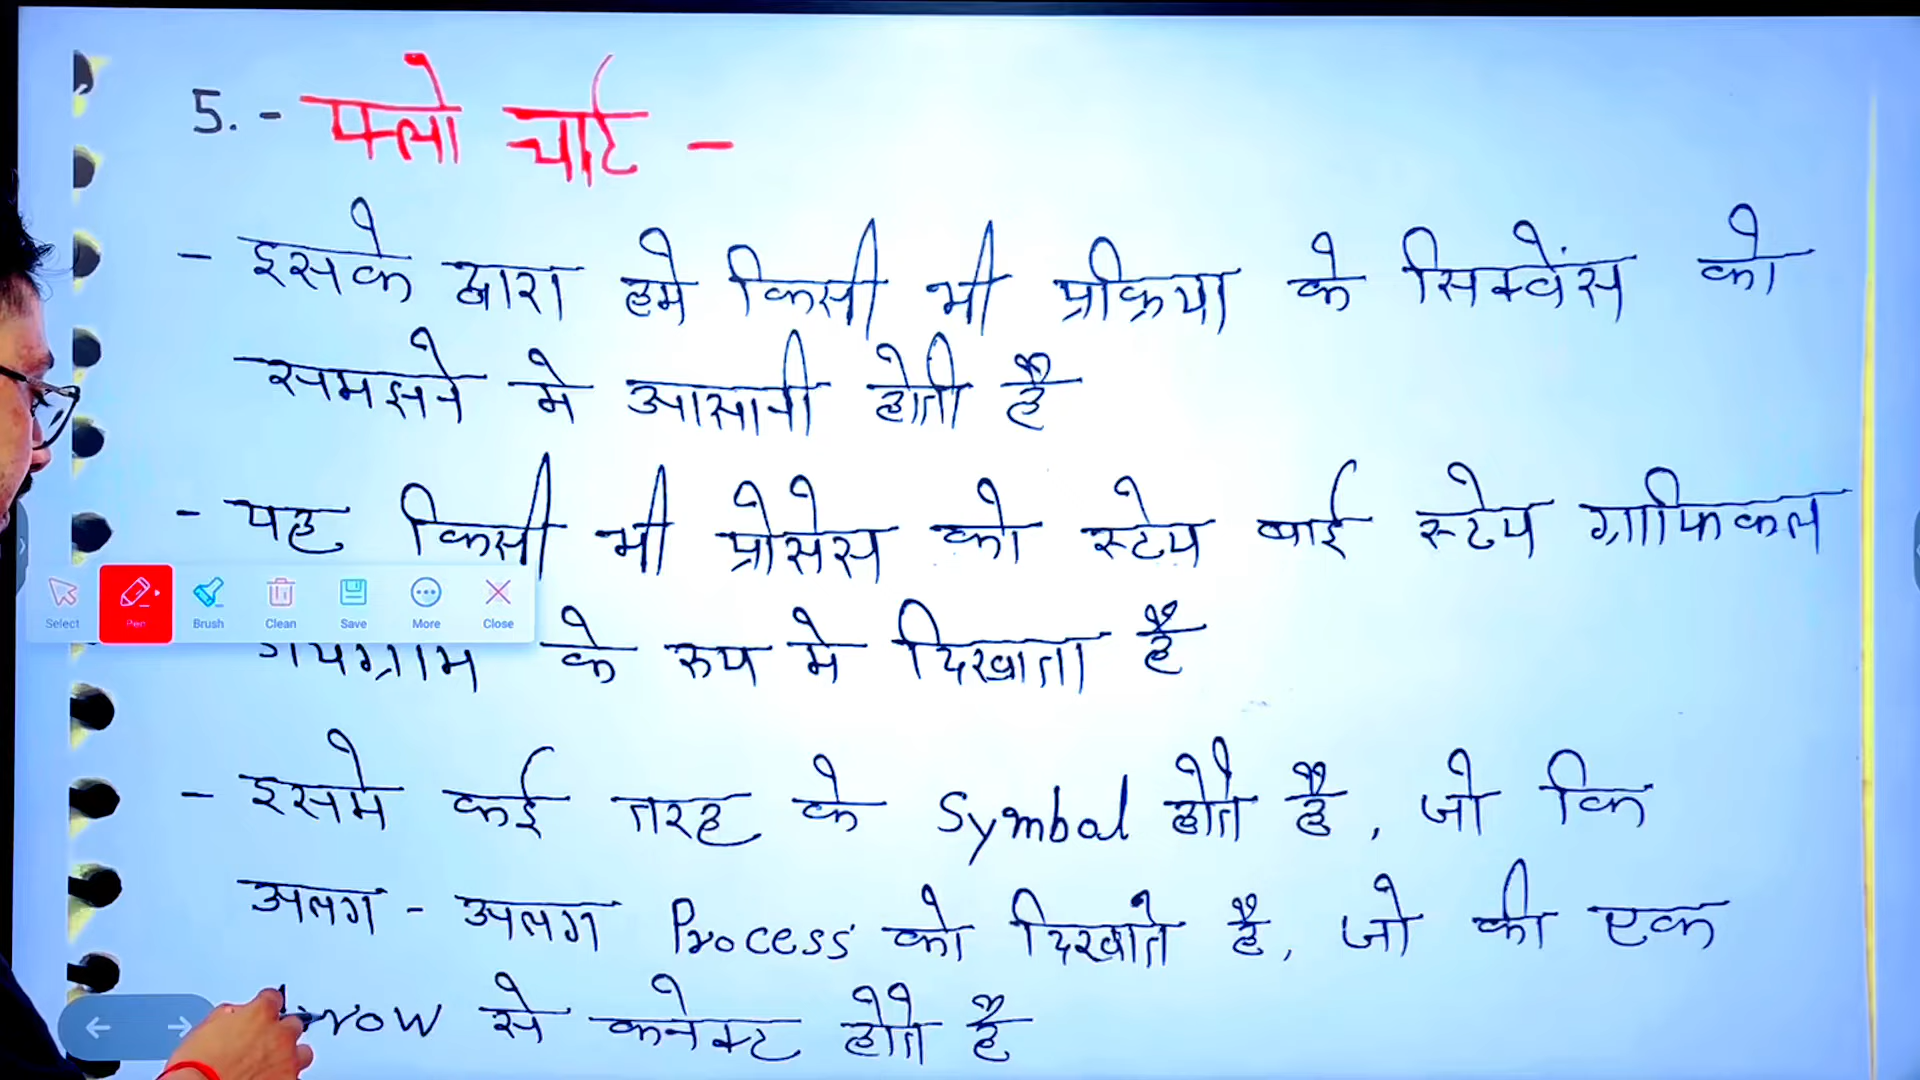 5. - फ्लो चार्ट -
- इसके द्वारा हमे किसी भी प्रक्रिया के सिक्वेंस को
समझने मे आसानी होती है
- यह किसी भी प्रोसेस को स्टेप बाई स्टेप ग्राफिकल
Select Pen Brush Clean Save More Close
के रुप मे दिखाता है
- इसमे कई तरह के Symbol होते है, जो कि
अलग - अलग Process को दिखाते है, जो की एक
से कनेक्ट होते है